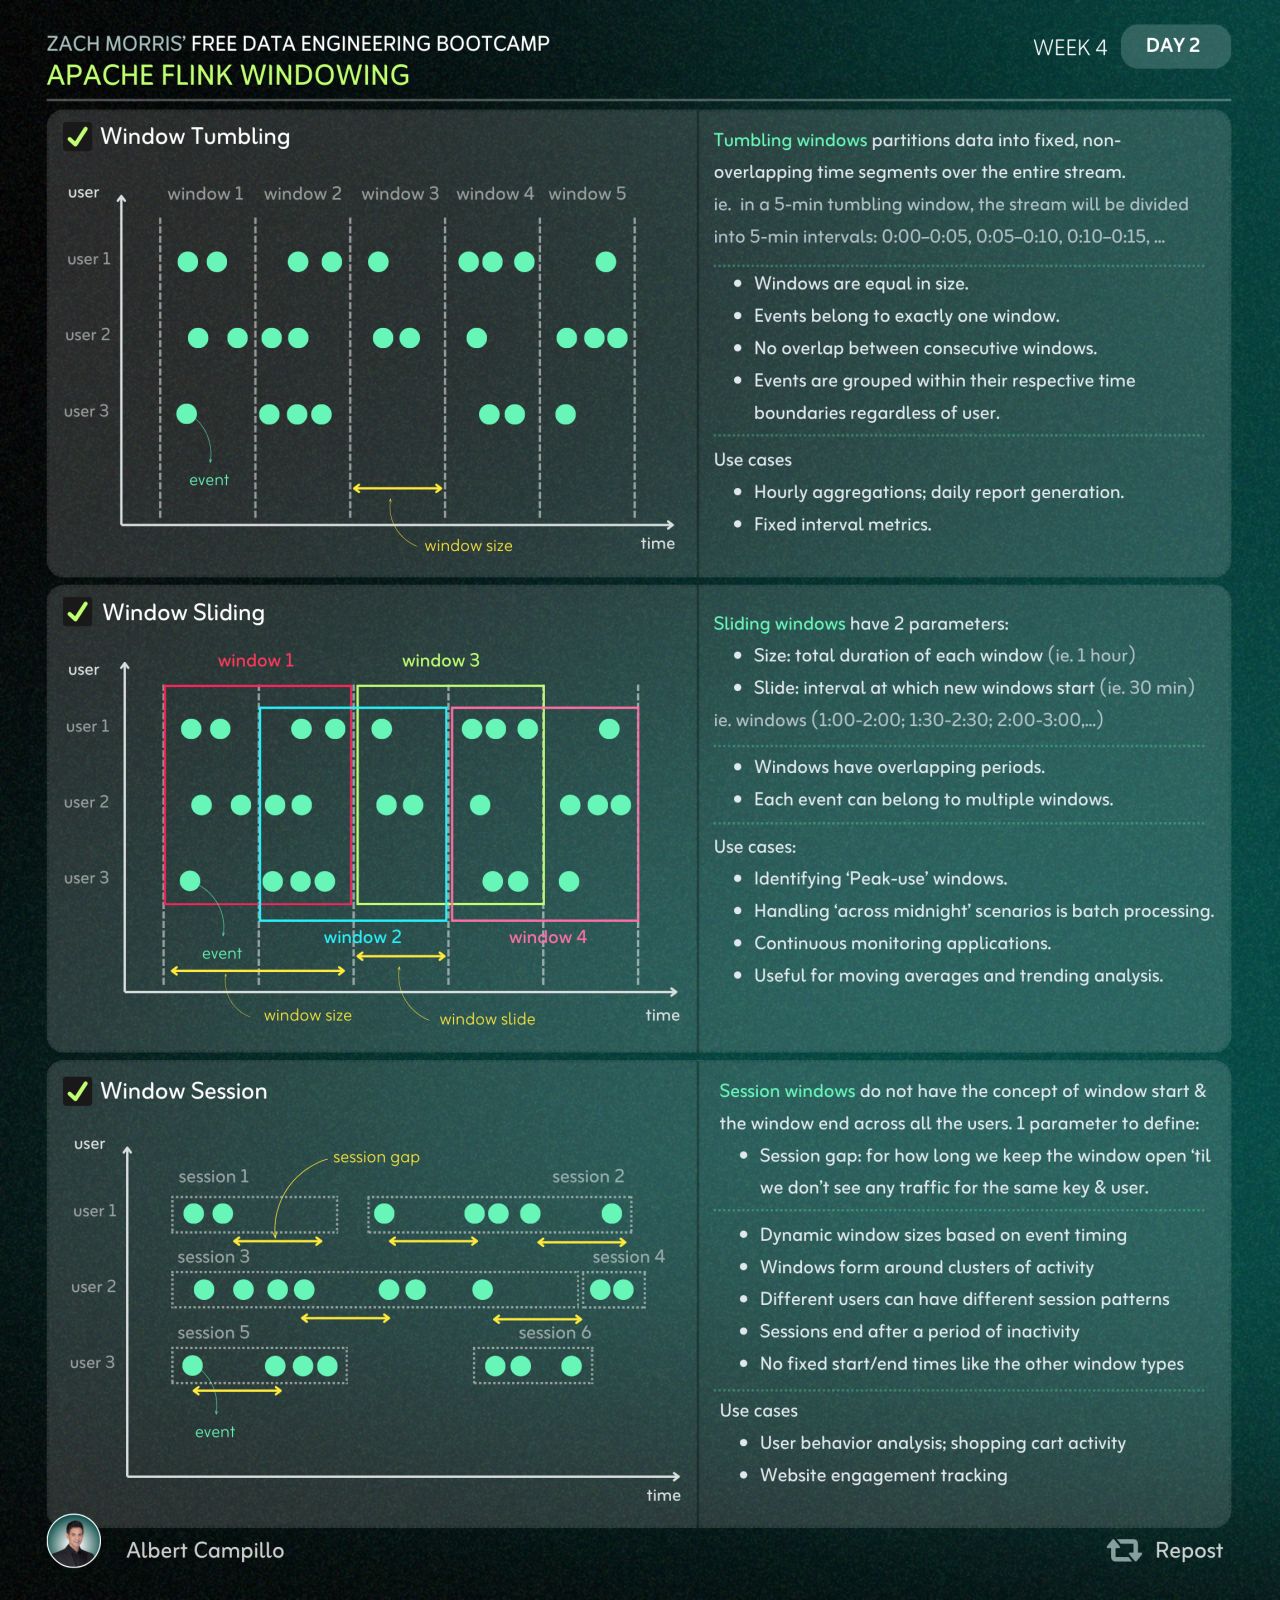 ZACH MORRIS' FREE DATA ENGINEERING BOOTCAMP
APACHE FLINK WINDOWING
WEEK 4
DAY 2
Window Tumbling
user
window 1
window 2
window 3
window 4
window 5
user 1
user 2
user 3
event
window size
time
Tumbling windows partitions data into fixed, non-
overlapping time segments over the entire stream.
ie. in a 5-min tumbling window, the stream will be divided
into 5-min intervals: 0:00–0:05, 0:05–0:10, 0:10–0:15, ...
• Windows are equal in size.
• Events belong to exactly one window.
• No overlap between consecutive windows.
• Events are grouped within their respective time
boundaries regardless of user.
Use cases
• Hourly aggregations; daily report generation.
• Fixed interval metrics.
Window Sliding
user
window 1
window 3
user 1
user 2
user 3
window 2
window 4
event
window size
window slide
time
Sliding windows have 2 parameters:
• Size: total duration of each window (ie. 1 hour)
• Slide: interval at which new windows start (ie. 30 min)
ie. windows (1:00-2:00; 1:30-2:30; 2:00-3:00,...)
• Windows have overlapping periods.
• Each event can belong to multiple windows.
Use cases:
• Identifying 'Peak-use' windows.
• Handling 'across midnight' scenarios is batch processing.
• Continuous monitoring applications.
• Useful for moving averages and trending analysis.
Window Session
user
session gap
session 1
session 2
user 1
session 3
session 4
user 2
session 5
session 6
user 3
event
time
Session windows do not have the concept of window start &
the window end across all the users. 1 parameter to define:
• Session gap: for how long we keep the window open 'til
we don't see any traffic for the same key & user.
• Dynamic window sizes based on event timing
• Windows form around clusters of activity
• Different users can have different session patterns
• Sessions end after a period of inactivity
• No fixed start/end times like the other window types
Use cases
• User behavior analysis; shopping cart activity
• Website engagement tracking
Albert Campillo
Repost